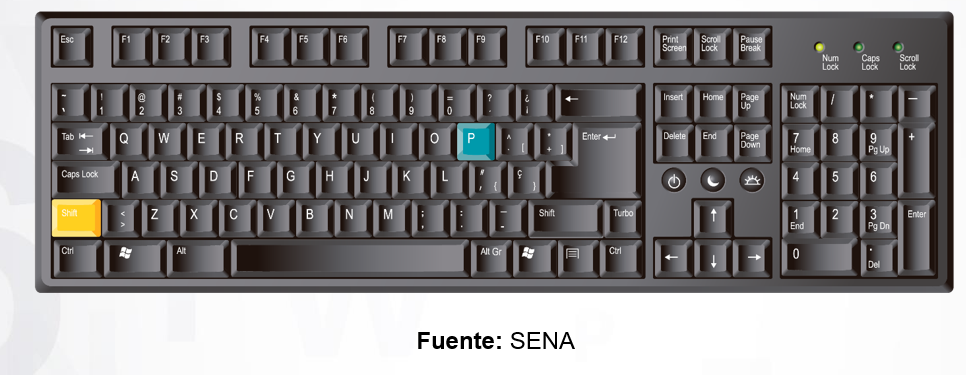 Esc F1 F2 F3 F4 F5 F6 F7 F8 F9 F10 F11 F12 Print Screen Scroll Lock Pause Break
Num Lock Caps Lock Scroll Lock
~ ! @ # $ % & * ( ) = ? ¿
1 2 3 4 5 6 7 8 9 0 ' ¡ ←
Insert Home Page Up Num Lock / * −
Tab Q W E R T Y U I O P ^ [ * + ] Enter
Delete End Page Down 7 Home 8 9 Pg Up +
Caps Lock A S D F G H J K L " { ç }
4 5 6
Shift < > Z X C V B N M ; : − Shift Turbo
↑ 1 End 2 3 Pg Dn Enter
Ctrl Alt Alt Gr Ctrl
← ↓ → 0 . Del
Fuente: SENA